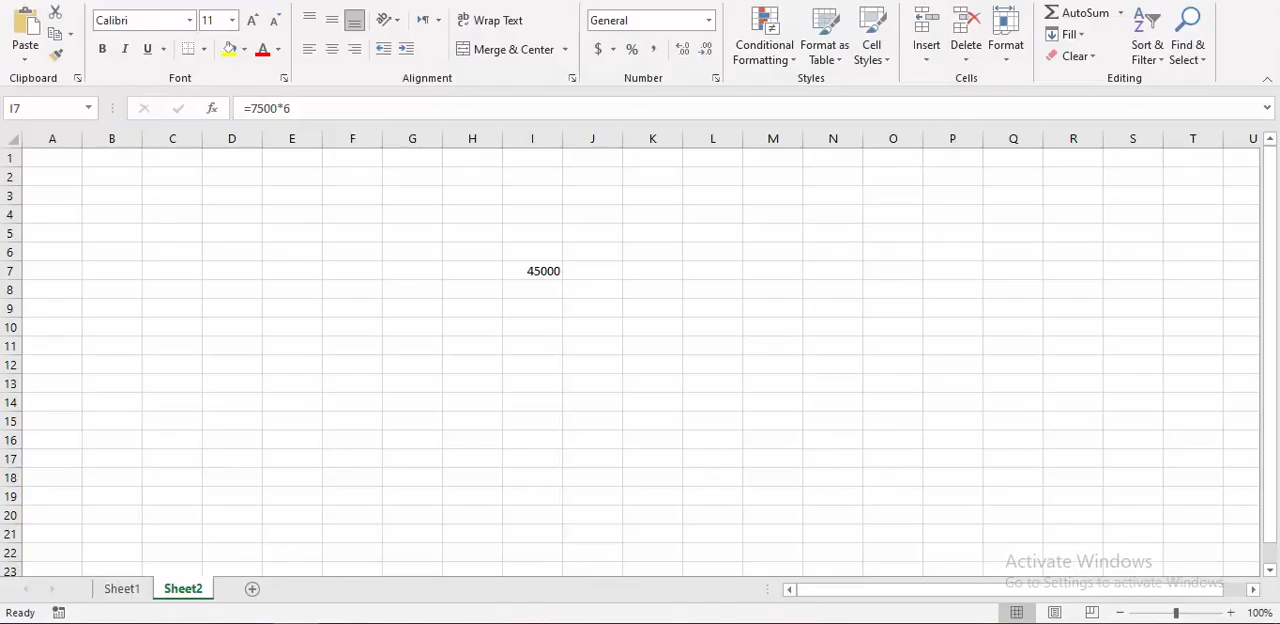 Calibri 11 Wrap Text General AutoSum
Paste Merge & Center Conditional Formatting Format as Table Cell Styles Insert Delete Format Fill Clear Sort & Filter Find & Select
Clipboard Font Alignment Number Styles Cells Editing
I7 =7500*6
A B C D E F G H I J K L M N O P Q R S T U
1
2
3
4
5
6
7 45000
8
9
10
11
12
13
14
15
16
17
18
19
20
21
22
23
Activate Windows
Go to Settings to activate Windows.
Sheet1 Sheet2
Ready 100%